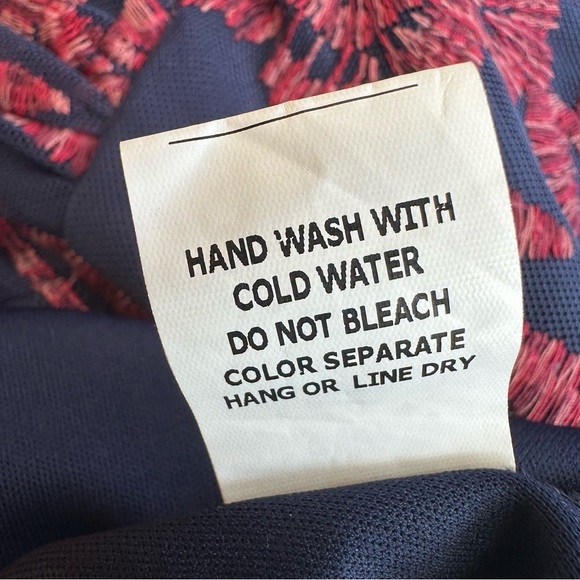 HAND WASH WITH
COLD WATER
DO NOT BLEACH
COLOR SEPARATE
HANG OR LINE DRY